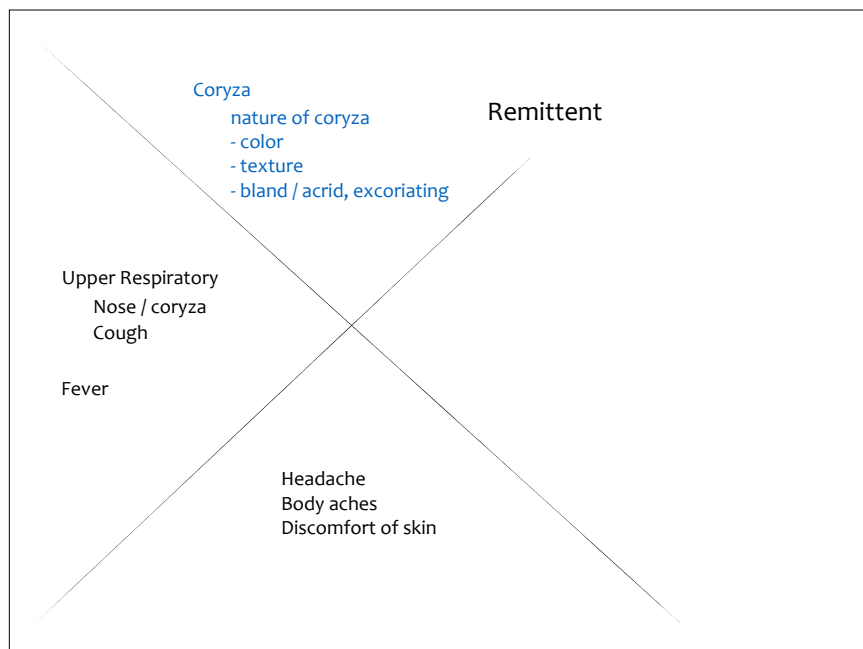 Coryza
nature of coryza
- color
- texture
- bland / acrid, excoriating
Remittent
Upper Respiratory
Nose / coryza
Cough
Fever
Headache
Body aches
Discomfort of skin